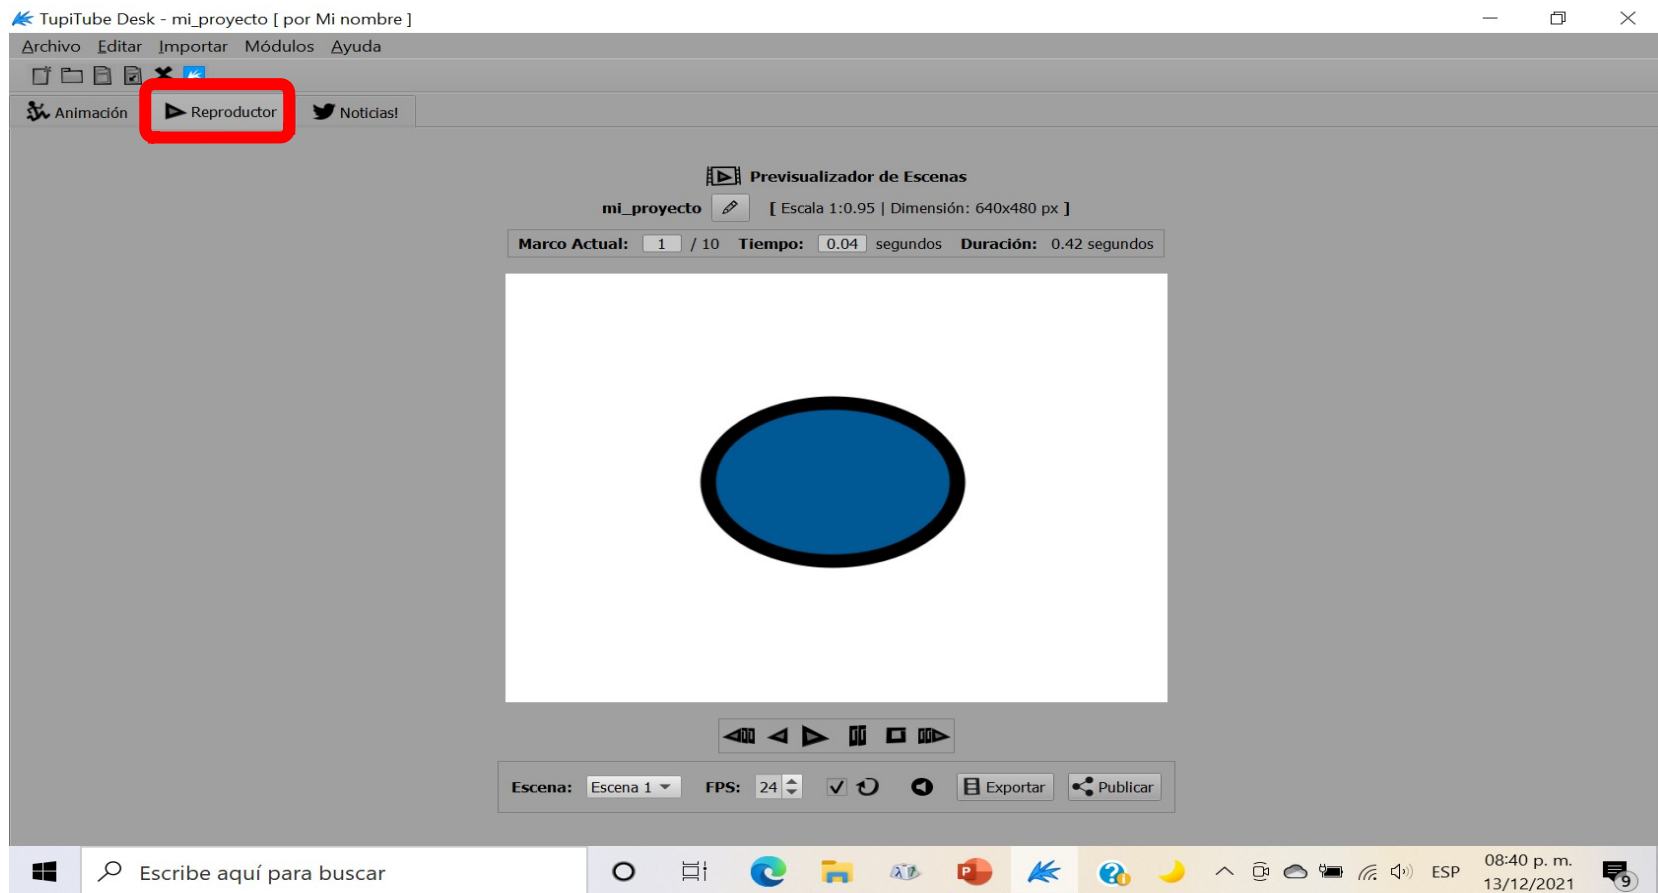 TupiTube Desk - mi_proyecto [ por Mi nombre ]
Archivo Editar Importar Módulos Ayuda
Animación Reproductor Noticias!
Previsualizador de Escenas
mi_proyecto [ Escala 1:0.95 | Dimensión: 640x480 px ]
Marco Actual: 1 / 10 Tiempo: 0.04 segundos Duración: 0.42 segundos
Escena: Escena 1 FPS: 24 Exportar Publicar
Escribe aquí para buscar
ESP
08:40 p. m.
13/12/2021
9